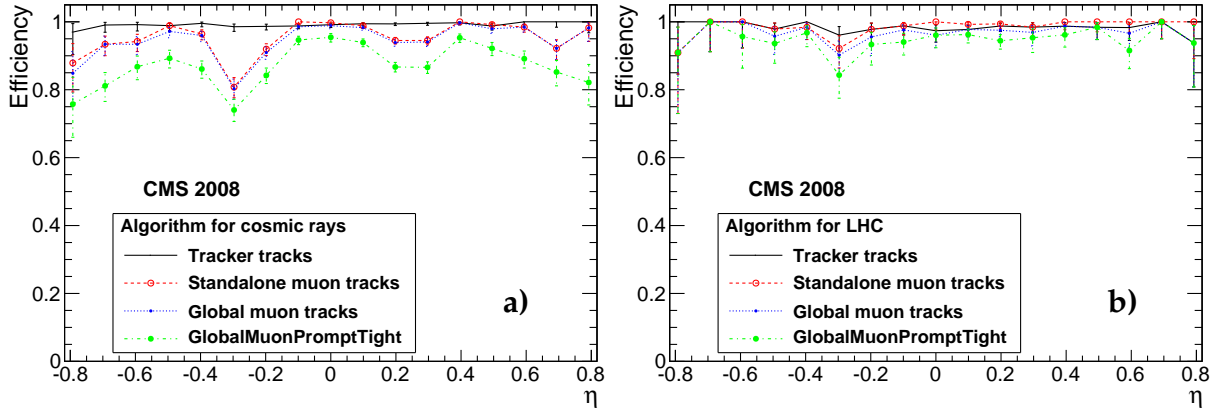 Efficiency
1
0.8
0.6
0.4
0.2
0
CMS 2008
Algorithm for cosmic rays
Tracker tracks
Standalone muon tracks
Global muon tracks
GlobalMuonPromptTight
a)
-0.8 -0.6 -0.4 -0.2 0 0.2 0.4 0.6 0.8
η
Efficiency
1
0.8
0.6
0.4
0.2
0
CMS 2008
Algorithm for LHC
Tracker tracks
Standalone muon tracks
Global muon tracks
GlobalMuonPromptTight
b)
-0.8 -0.6 -0.4 -0.2 0 0.2 0.4 0.6 0.8
η